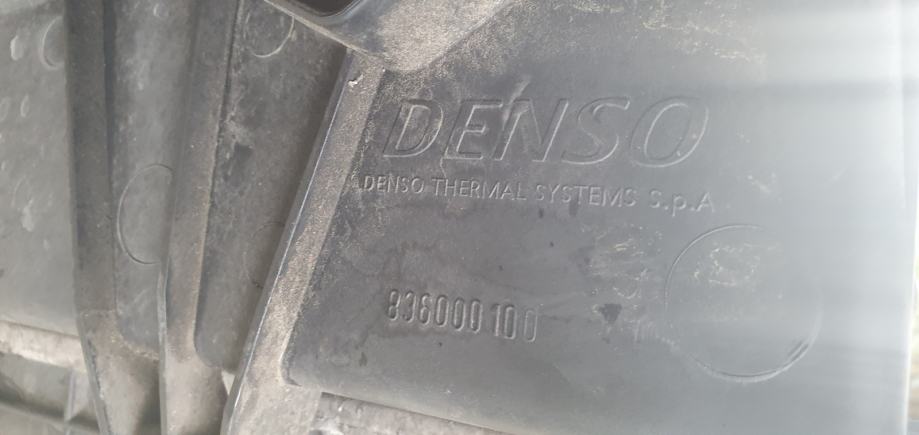 DENSO
DENSO THERMAL SYSTEMS S.p.A
836000100